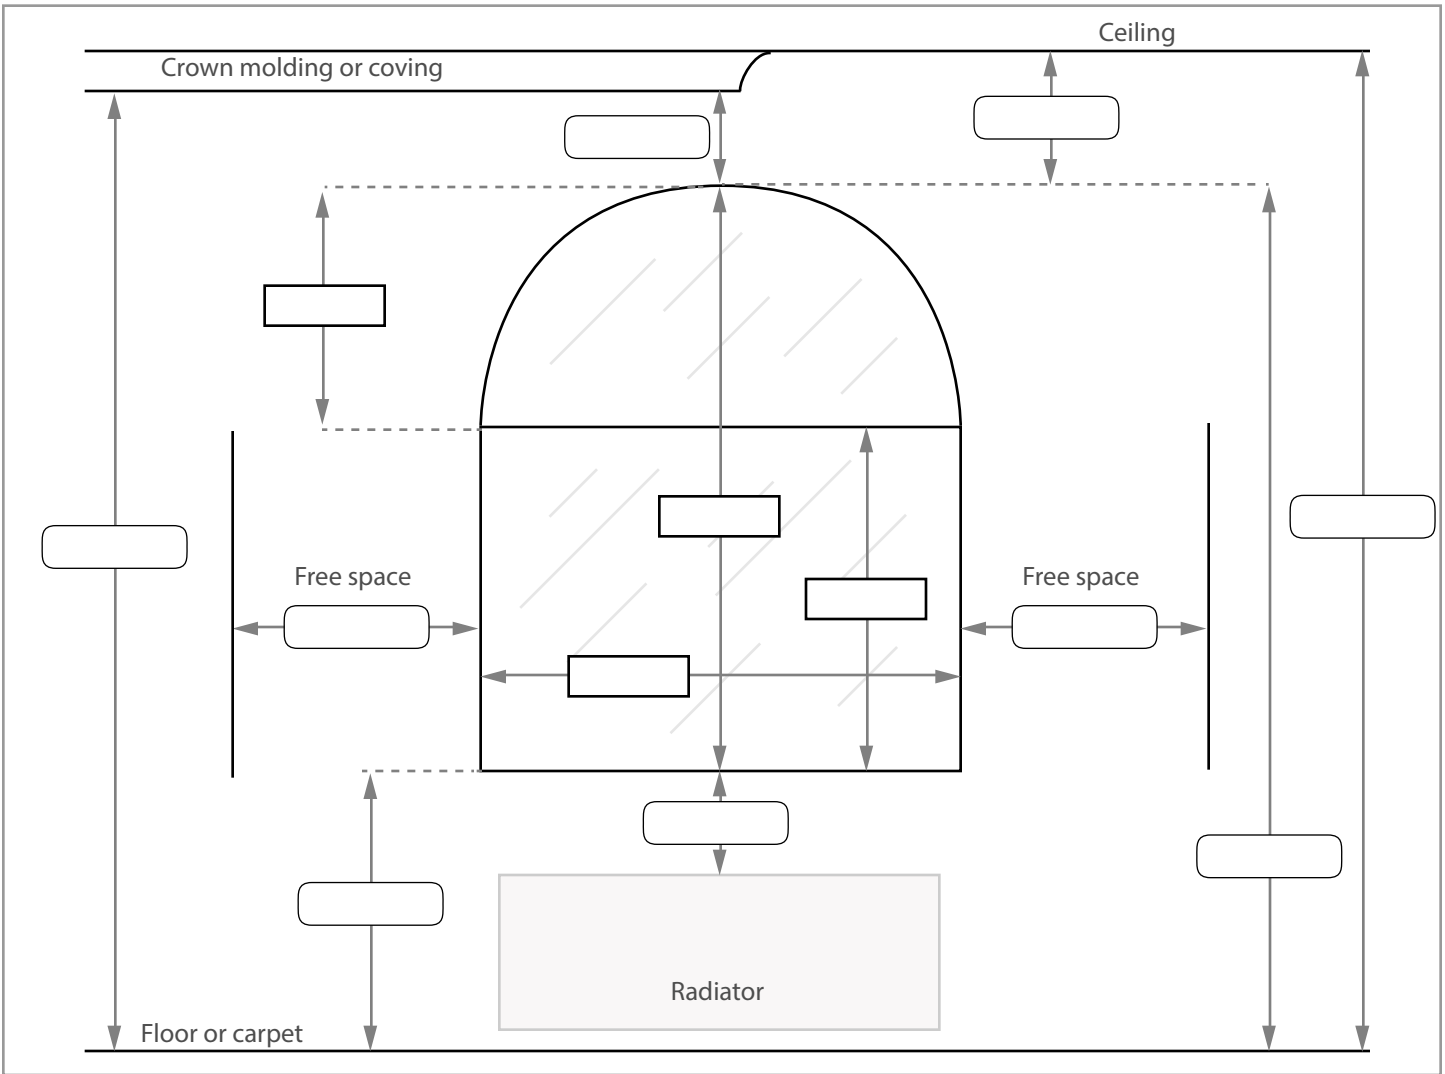 Ceiling
Crown molding or coving
Free space
Free space
Radiator
Floor or carpet